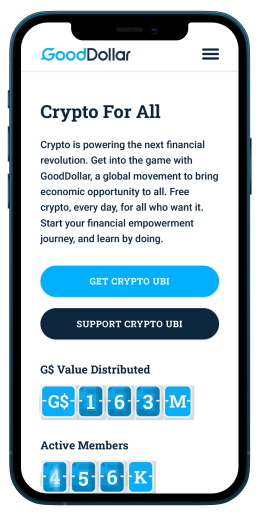 GoodDollar
Crypto For All
Crypto is powering the next financial
revolution. Get into the game with
GoodDollar, a global movement to bring
economic opportunity to all. Free
crypto, every day, for all who want it.
Start your financial empowerment
journey, and learn by doing.
GET CRYPTO UBI
SUPPORT CRYPTO UBI
G$ Value Distributed
G$ 1 6 3 M
Active Members
4 5 6 K